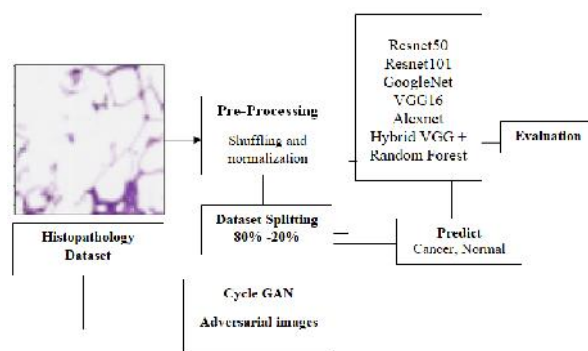 Resnet50
Resnet101
GoogleNet
VGG16
Alexnet
Hybrid VGG +
Random Forest
Pre-Processing
Shuffling and
normalization
Evaluation
Histopathology
Dataset
Dataset Splitting
80% -20%
Predict
Cancer, Normal
Cycle GAN
Adversarial images